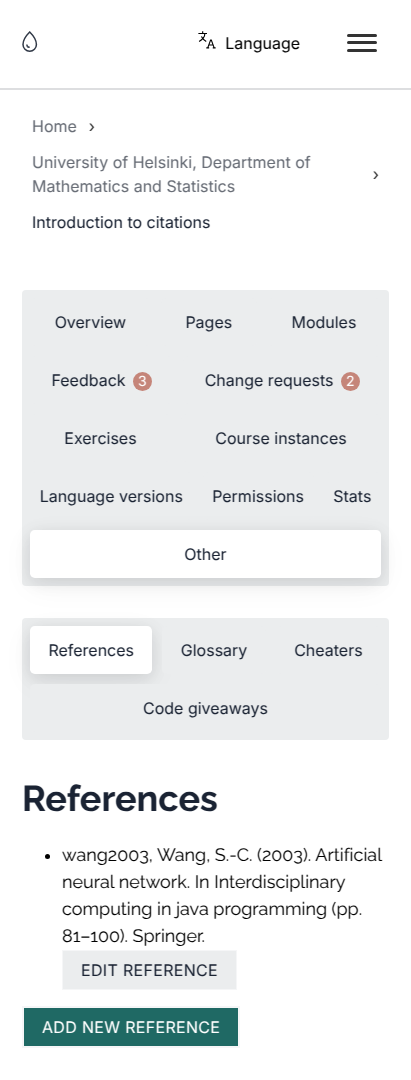 Language
Home ›
University of Helsinki, Department of
Mathematics and Statistics ›
Introduction to citations
Overview Pages Modules
Feedback 3 Change requests 2
Exercises Course instances
Language versions Permissions Stats
Other
References Glossary Cheaters
Code giveaways
References
• wang2003, Wang, S.-C. (2003). Artificial
neural network. In Interdisciplinary
computing in java programming (pp.
81–100). Springer.
EDIT REFERENCE
ADD NEW REFERENCE